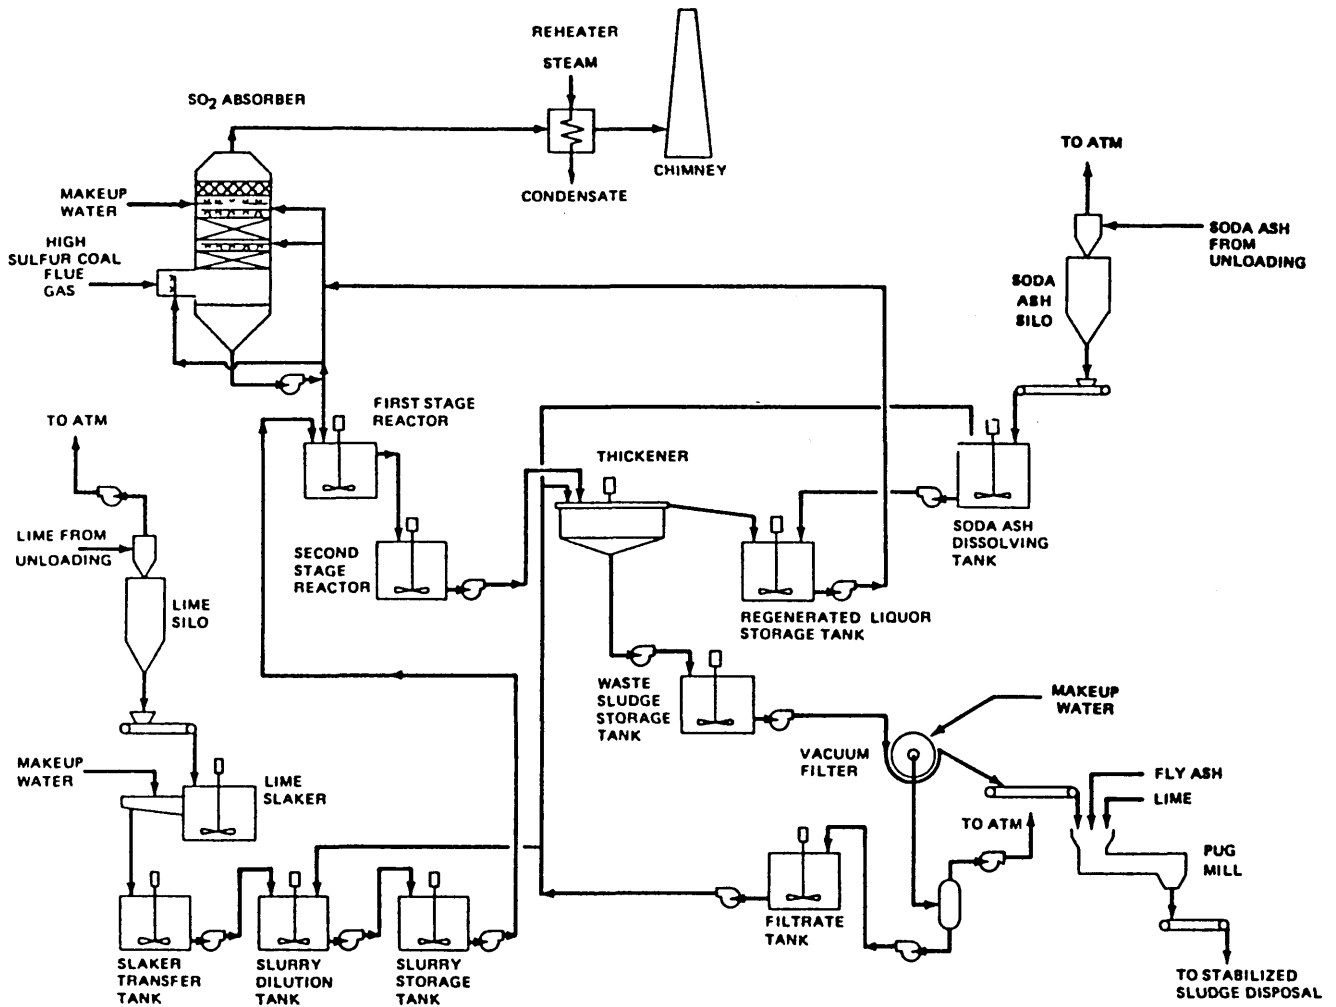 REHEATER
STEAM
SO2 ABSORBER
CHIMNEY
CONDENSATE
MAKEUP
WATER
HIGH
SULFUR COAL
FLUE
GAS
TO ATM
SODA ASH
FROM
UNLOADING
SODA
ASH
SILO
FIRST STAGE
REACTOR
TO ATM
THICKENER
LIME FROM
UNLOADING
SECOND
STAGE
REACTOR
SODA ASH
DISSOLVING
TANK
LIME
SILO
REGENERATED LIQUOR
STORAGE TANK
WASTE
SLUDGE
STORAGE
TANK
MAKEUP
WATER
VACUUM
FILTER
MAKEUP
WATER
LIME
SLAKER
FLY ASH
LIME
TO ATM
PUG
MILL
FILTRATE
TANK
SLAKER
TRANSFER
TANK
SLURRY
DILUTION
TANK
SLURRY
STORAGE
TANK
TO STABILIZED
SLUDGE DISPOSAL